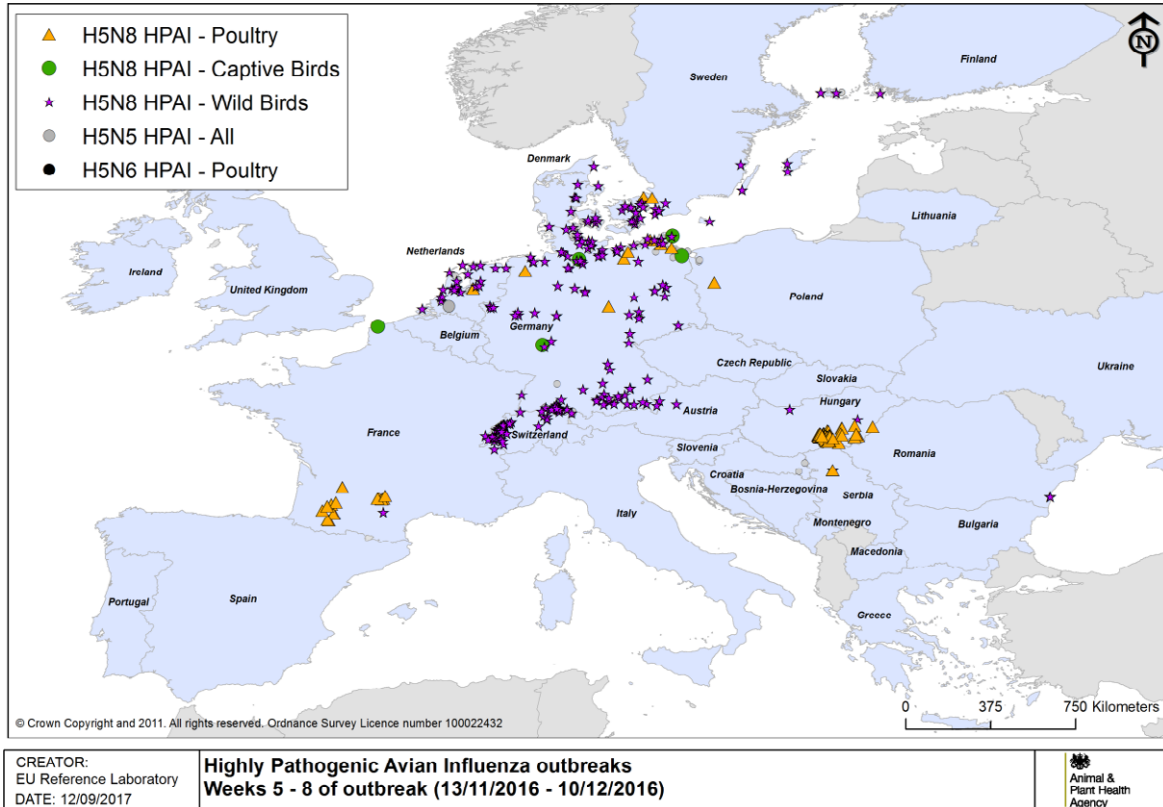 H5N8 HPAI - Poultry
H5N8 HPAI - Captive Birds
H5N8 HPAI - Wild Birds
H5N5 HPAI - All
H5N6 HPAI - Poultry
N
Finland
Sweden
Denmark
Lithuania
Netherlands
Ireland
United Kingdom
Poland
Belgium
Germany
Czech Republic
Ukraine
Slovakia
Hungary
Austria
France
Switzerland
Slovenia
Romania
Croatia
Bosnia-Herzegovina
Serbia
Italy
Montenegro
Bulgaria
Macedonia
Portugal
Spain
Greece
0 375 750 Kilometers
© Crown Copyright and 2011. All rights reserved. Ordnance Survey Licence number 100022432
CREATOR:
EU Reference Laboratory
DATE: 12/09/2017
Highly Pathogenic Avian Influenza outbreaks
Weeks 5 - 8 of outbreak (13/11/2016 - 10/12/2016)
Animal &
Plant Health
Agency